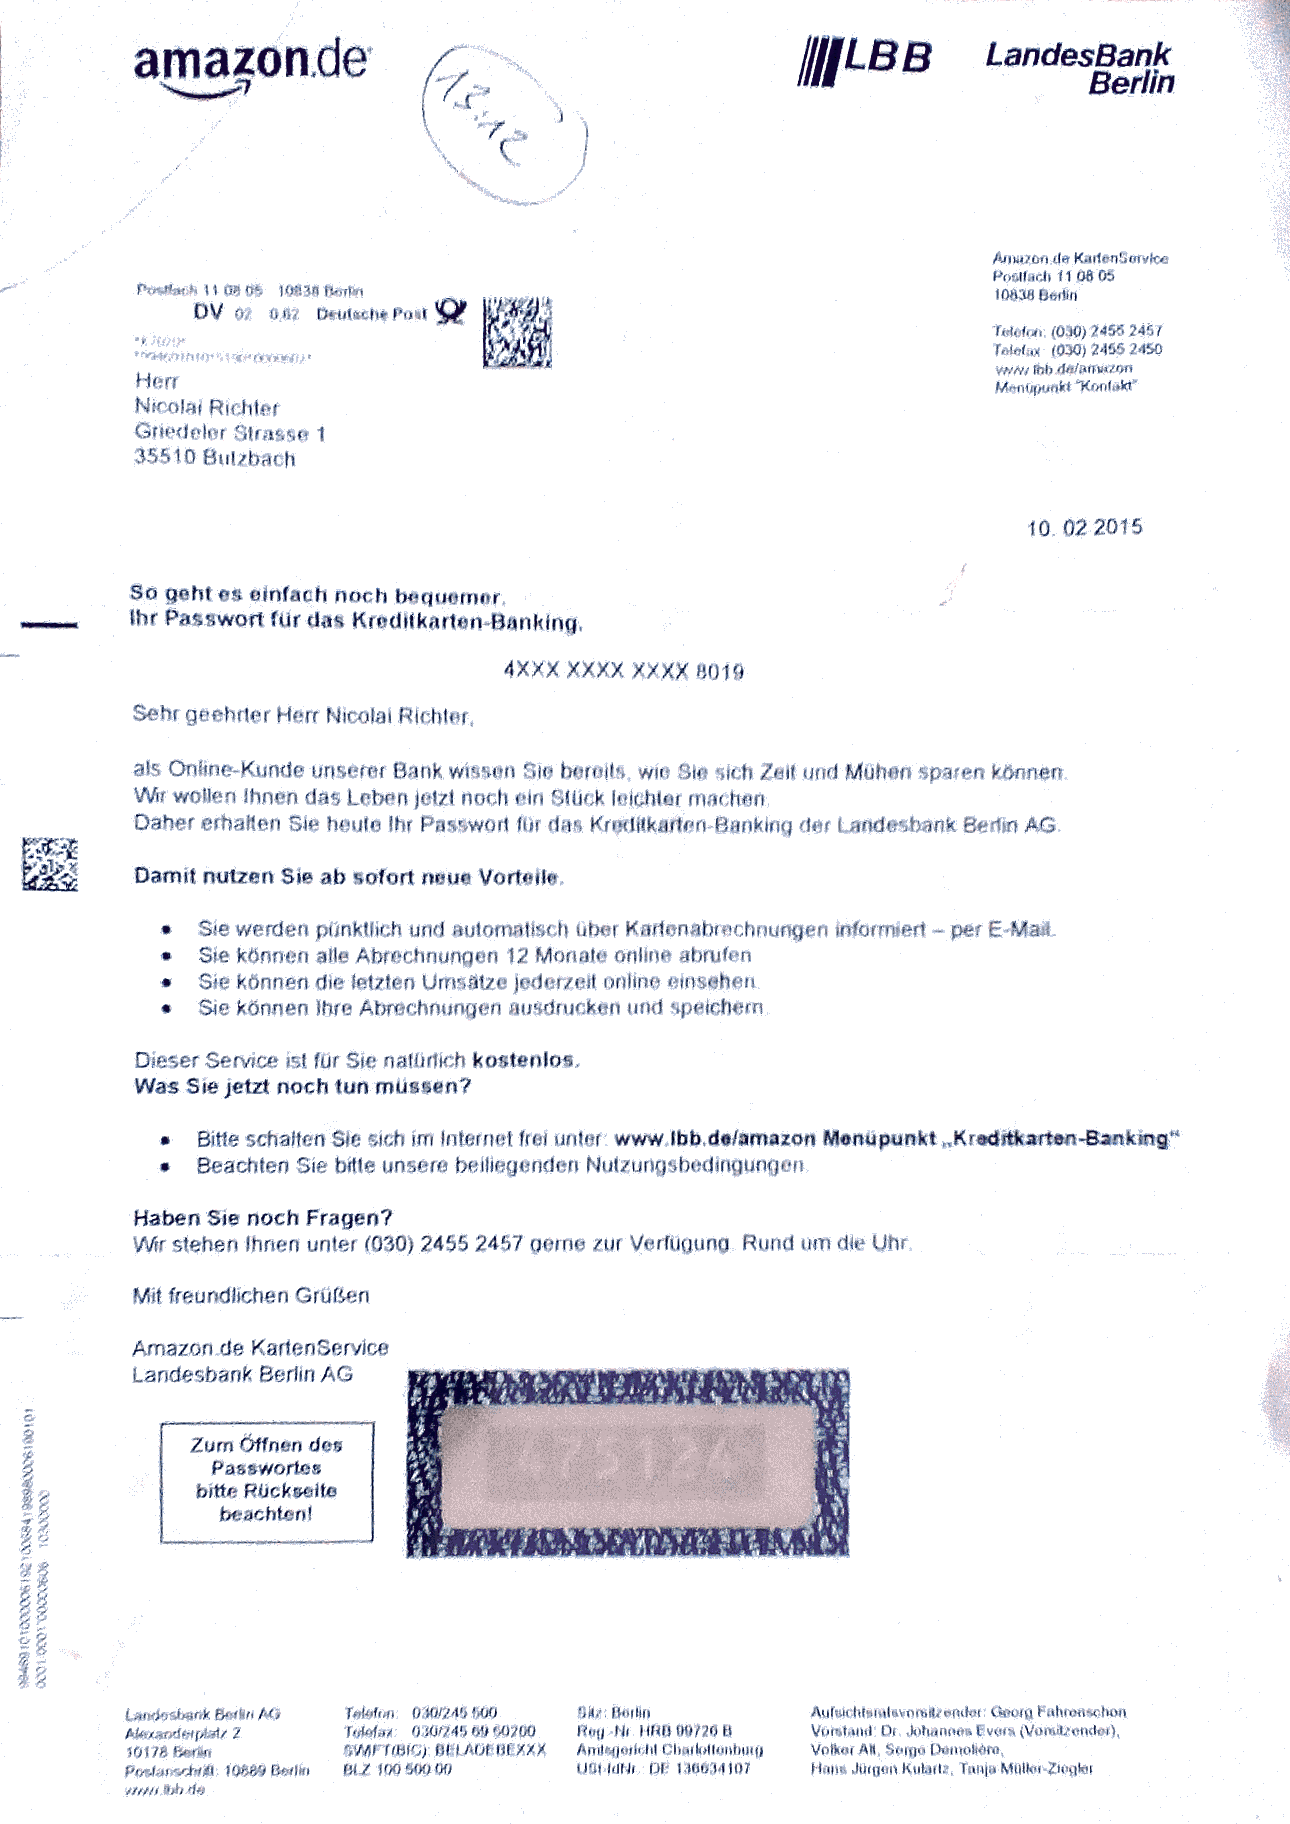 amazon.de
13:12
LBB LandesBank
Berlin
Amazon.de KartenService
Postfach 11 08 05
10838 Berlin
Telefon: (030) 2455 2457
Telefax: (030) 2455 2450
www.lbb.de/amazon
Menüpunkt "Kontakt"
Postfach 11 08 05 10838 Berlin
DV 02 0,62 Deutsche Post
Herr
Nicolai Richter
Griedeler Strasse 1
35510 Butzbach
10. 02 2015
So geht es einfach noch bequemer.
Ihr Passwort für das Kreditkarten-Banking.
4XXX XXXX XXXX 8019
Sehr geehrter Herr Nicolai Richter,
als Online-Kunde unserer Bank wissen Sie bereits, wie Sie sich Zeit und Mühen sparen können.
Wir wollen Ihnen das Leben jetzt noch ein Stück leichter machen.
Daher erhalten Sie heute Ihr Passwort für das Kreditkarten-Banking der Landesbank Berlin AG.
Damit nutzen Sie ab sofort neue Vorteile.
• Sie werden pünktlich und automatisch über Kartenabrechnungen informiert – per E-Mail.
• Sie können alle Abrechnungen 12 Monate online abrufen
• Sie können die letzten Umsätze jederzeit online einsehen.
• Sie können Ihre Abrechnungen ausdrucken und speichern.
Dieser Service ist für Sie natürlich kostenlos.
Was Sie jetzt noch tun müssen?
• Bitte schalten Sie sich im Internet frei unter: www.lbb.de/amazon Menüpunkt „Kreditkarten-Banking“
• Beachten Sie bitte unsere beiliegenden Nutzungsbedingungen.
Haben Sie noch Fragen?
Wir stehen Ihnen unter (030) 2455 2457 gerne zur Verfügung. Rund um die Uhr.
Mit freundlichen Grüßen
Amazon.de KartenService
Landesbank Berlin AG
Zum Öffnen des
Passwortes
bitte Rückseite
beachten!
Landesbank Berlin AG
Alexanderplatz 2
10178 Berlin
Postanschrift: 10889 Berlin
www.lbb.de
Telefon: 030/245 500
Telefax: 030/245 69 50200
SWIFT(BIC): BELADEBEXXX
BLZ 100 500 00
Sitz: Berlin
Reg.-Nr. HRB 99726 B
Amtsgericht Charlottenburg
USt-IdNr.: DE 136634107
Aufsichtsratsvorsitzender: Georg Fahrenschon
Vorstand: Dr. Johannes Evers (Vorsitzender),
Volker Alt, Serge Demolière,
Hans Jürgen Kulartz, Tanja Müller-Ziegler